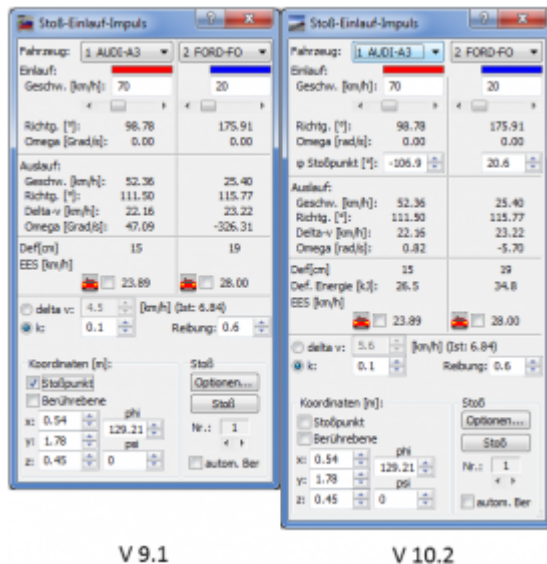 Stoß-Einlauf-Impuls
Fahrzeug: 1 AUDI-A3 2 FORD-FO
Einlauf:
Geschw. [km/h]: 70 20
Richtg. [°]: 98.78 175.91
Omega [Grad/s]: 0.00 0.00
Auslauf:
Geschw. [km/h]: 52.36 25.40
Richtg. [°]: 111.50 115.77
Delta-v [km/h]: 22.16 23.22
Omega [Grad/s]: 47.09 -326.31
Def[cm] 15 19
EES [km/h]
23.89 28.00
delta v: 4.5 [km/h] (Ist: 6.84)
k: 0.1 Reibung: 0.6
Koordinaten [m]: Stoß
Stoßpunkt Optionen...
Berührebene Stoß
x: 0.54 phi
y: 1.78 129.21 Nr.: 1
psi
z: 0.45 0 autom. Ber
V 9.1
Stoß-Einlauf-Impuls
Fahrzeug: 1 AUDI-A3 2 FORD-FO
Einlauf:
Geschw. [km/h]: 70 20
Richtg. [°]: 98.78 175.91
Omega [Grad/s]: 0.00 0.00
φ Stoßpunkt [°]: -106.9 20.6
Auslauf:
Geschw. [km/h]: 52.36 25.40
Richtg. [°]: 111.50 115.77
Delta-v [km/h]: 22.16 23.22
Omega [rad/s]: 0.82 -5.70
Def[cm] 15 19
Def. Energie [kJ]: 26.5 34.8
EES [km/h]
23.89 28.00
delta v: 5.6 [km/h] (Ist: 6.84)
k: 0.1 Reibung: 0.6
Koordinaten [m]: Stoß
Stoßpunkt Optionen...
Berührebene Stoß
x: 0.54 phi
y: 1.78 129.21 Nr.: 1
psi
z: 0.45 0 autom. Ber
V 10.2